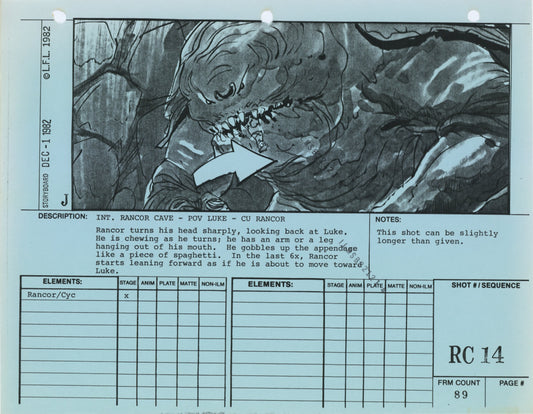 © L.F.L. 1982
STORYBOARD DEC -1 1982
J
DESCRIPTION: INT. RANCOR CAVE - POV LUKE - CU RANCOR
Rancor turns his head sharply, looking back at Luke.
He is chewing as he turns; he has an arm or a leg
hanging out of his mouth. He gobbles up the appendage
like a piece of spaghetti. In the last 6x, Rancor
starts leaning forward as if he is about to move toward
Luke.
NOTES:
This shot can be slightly
longer than given.
ELEMENTS: STAGE ANIM PLATE MATTE NON-ILM
Rancor/Cyc x
ELEMENTS: STAGE ANIM PLATE MATTE NON-ILM
SHOT #/SEQUENCE
RC 14
FRM COUNT
89
PAGE #